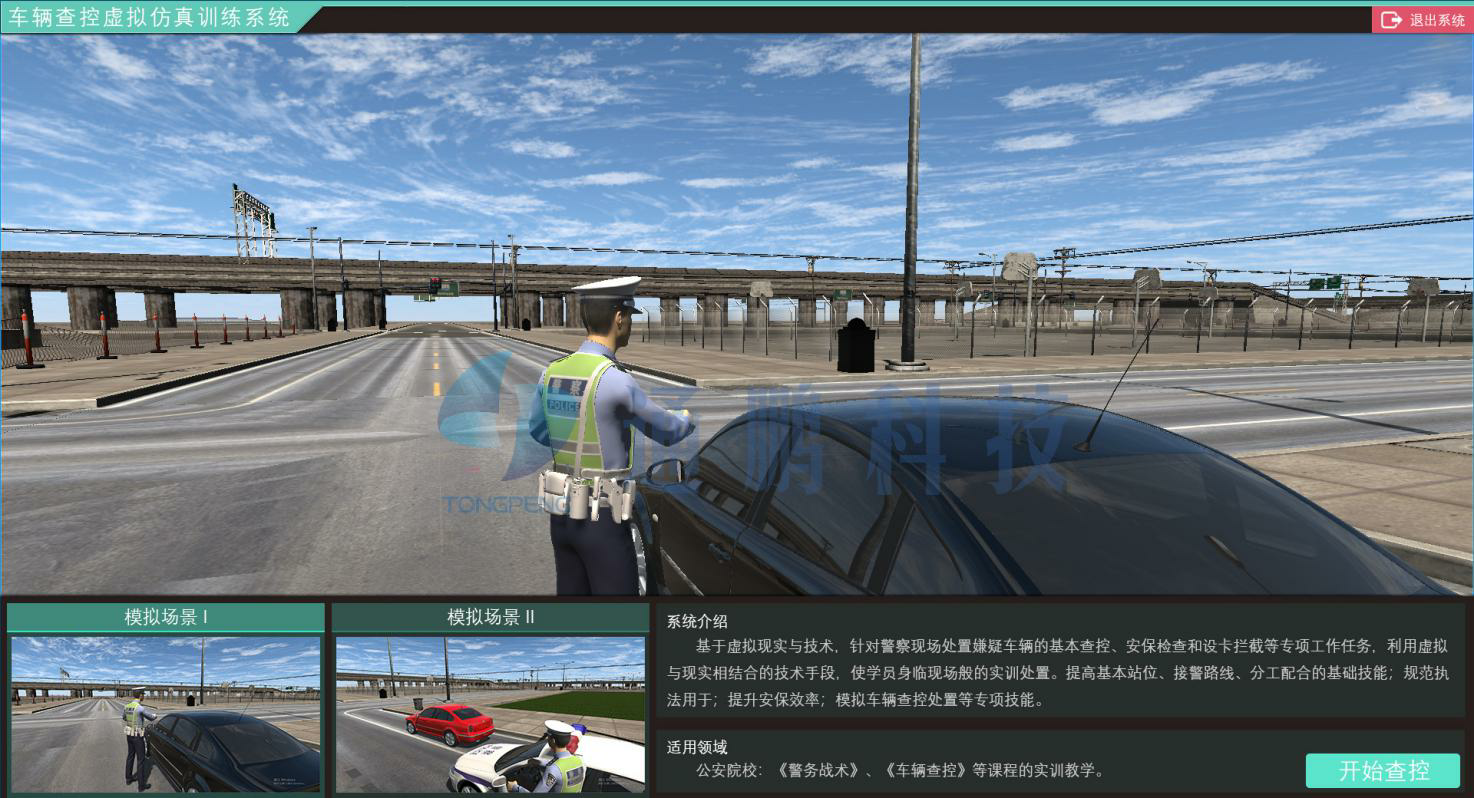 车辆查控虚拟仿真训练系统
退出系统
警察
POLICE
通鹏科技
TONGPENG
模拟场景 I
模拟场景 II
系统介绍
基于虚拟现实与技术，针对警察现场处置嫌疑车辆的基本查控、安保检查和设卡拦截等专项工作任务，利用虚拟
与现实相结合的技术手段，使学员身临现场般的实训处置。提高基本站位、接警路线、分工配合的基础技能；规范执
法用于；提升安保效率；模拟车辆查控处置等专项技能。
适用领域
公安院校：《警务战术》、《车辆查控》等课程的实训教学。
开始查控